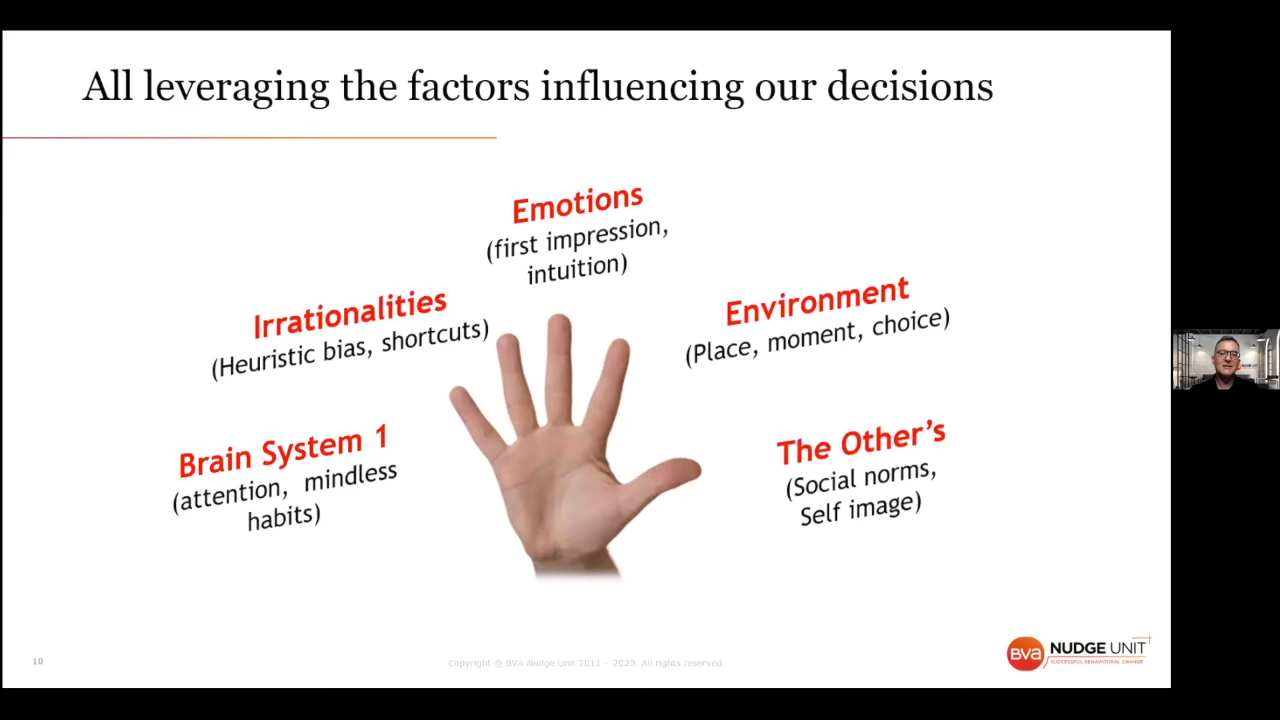 All leveraging the factors influencing our decisions
Emotions
(first impression,
intuition)
Irrationalities
(Heuristic bias, shortcuts)
Environment
(Place, moment, choice)
Brain System 1
(attention, mindless
habits)
The Other’s
(Social norms,
Self image)
10
Copyright © BVA Nudge Unit 2011 - 2020. All rights reserved.
BVA
NUDGE UNIT
SUCCESSFUL BEHAVIOURAL CHANGE